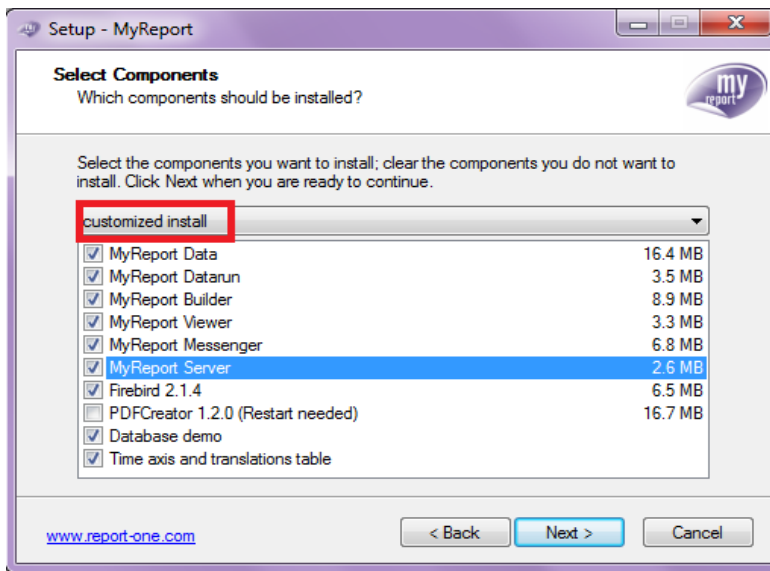 Setup - MyReport
Select Components
Which components should be installed?
my
report
Select the components you want to install; clear the components you do not want to
install. Click Next when you are ready to continue.
customized install
MyReport Data 16.4 MB
MyReport Datarun 3.5 MB
MyReport Builder 8.9 MB
MyReport Viewer 3.3 MB
MyReport Messenger 6.8 MB
MyReport Server 2.6 MB
Firebird 2.1.4 6.5 MB
PDFCreator 1.2.0 (Restart needed) 16.7 MB
Database demo
Time axis and translations table
www.report-one.com
< Back Next > Cancel